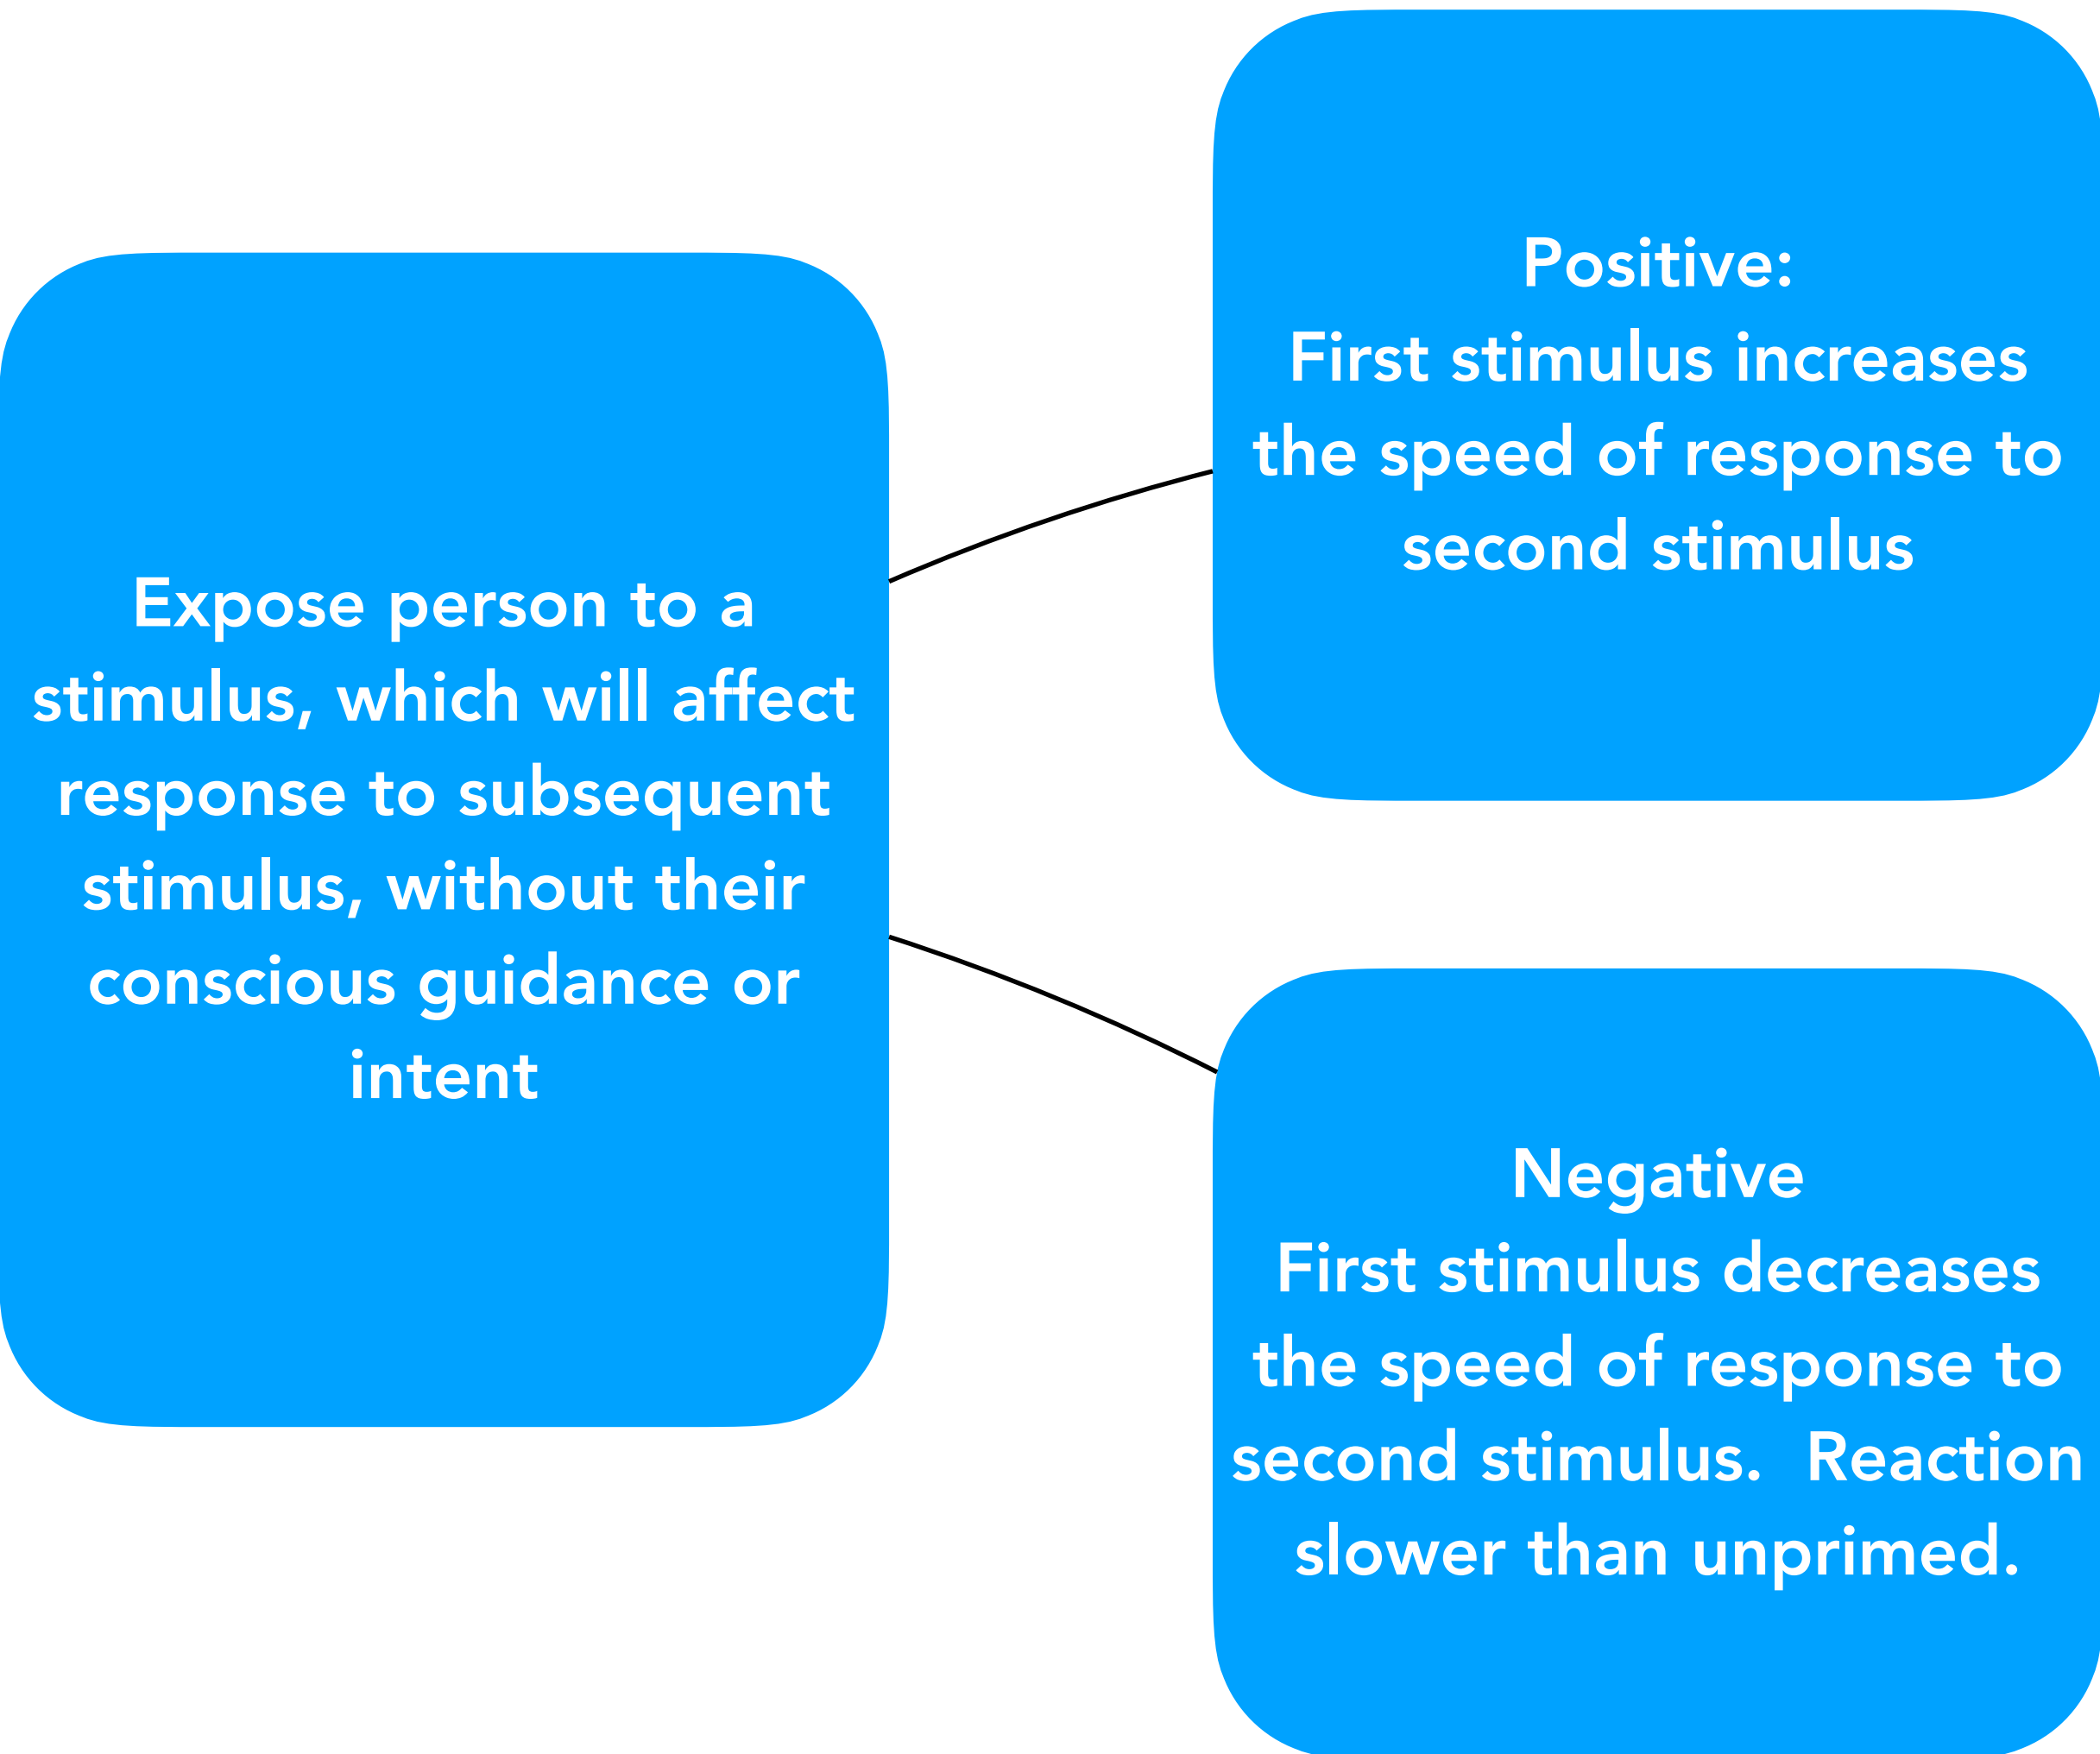 Expose person to a
stimulus, which will affect
response to subsequent
stimulus, without their
conscious guidance or
intent
Positive:
First stimulus increases
the speed of response to
second stimulus
Negative
First stimulus decreases
the speed of response to
second stimulus.  Reaction
slower than unprimed.